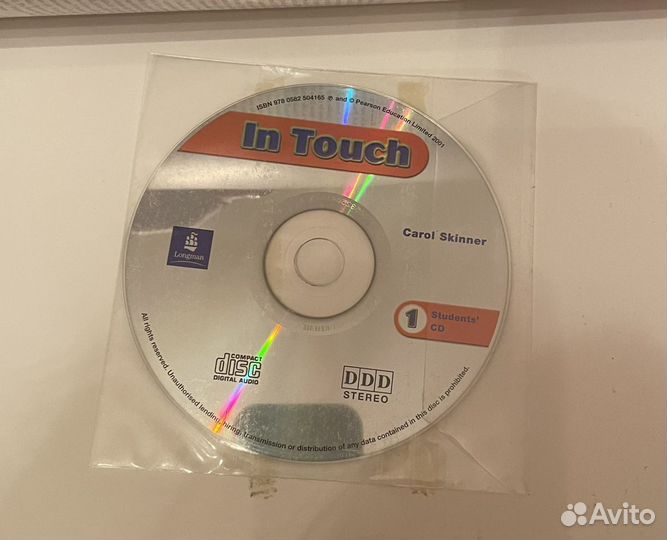 ISBN 978 0582 504165 ℗ and © Pearson Education Limited 2001
In Touch
Carol Skinner
Longman
1 Students'
CD
COMPACT
disc
DIGITAL AUDIO
DDD
STEREO
All rights reserved. Unauthorised lending, hiring, transmission or distribution of any data contained in this disc is prohibited.
Avito